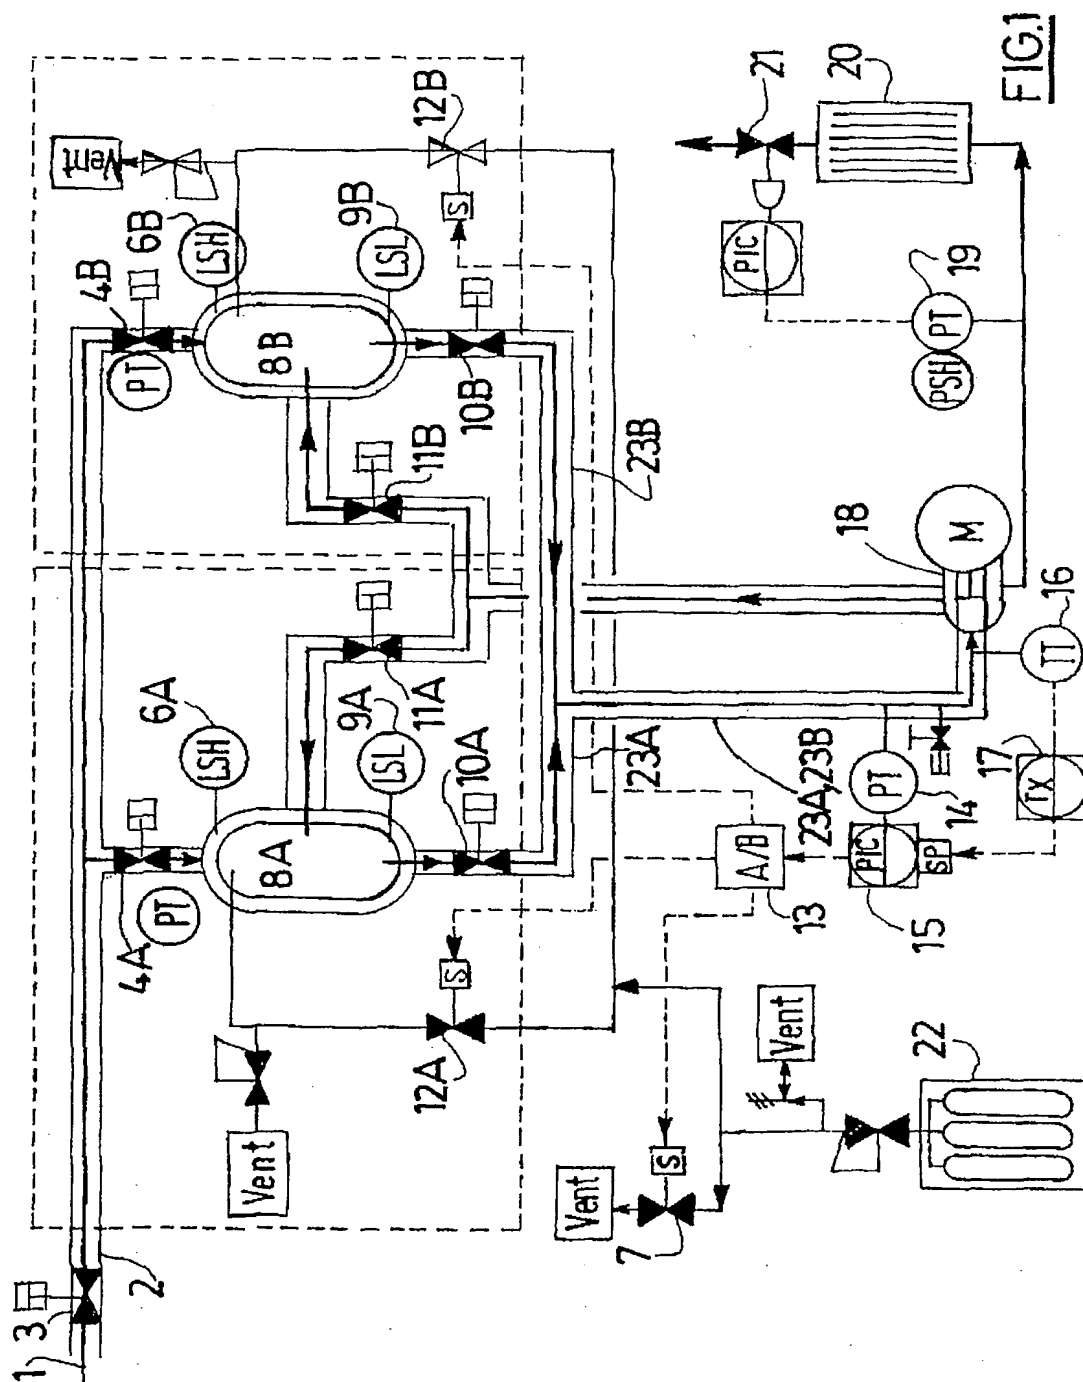 FIG.1
Vent
12B
21
20
6B
LSH
9B
LSL
S
4B
PT
8B
10B
PIC
19
PT
PSH
11B
23B
18
M
16
TT
11A
6A
LSH
9A
LSL
10A
23A
23A,23B
17
TX
14
PT
8A
A/B
13
PIC
SP
15
4A
PT
S
12A
Vent
22
Vent
S
Vent
7
2
3
1